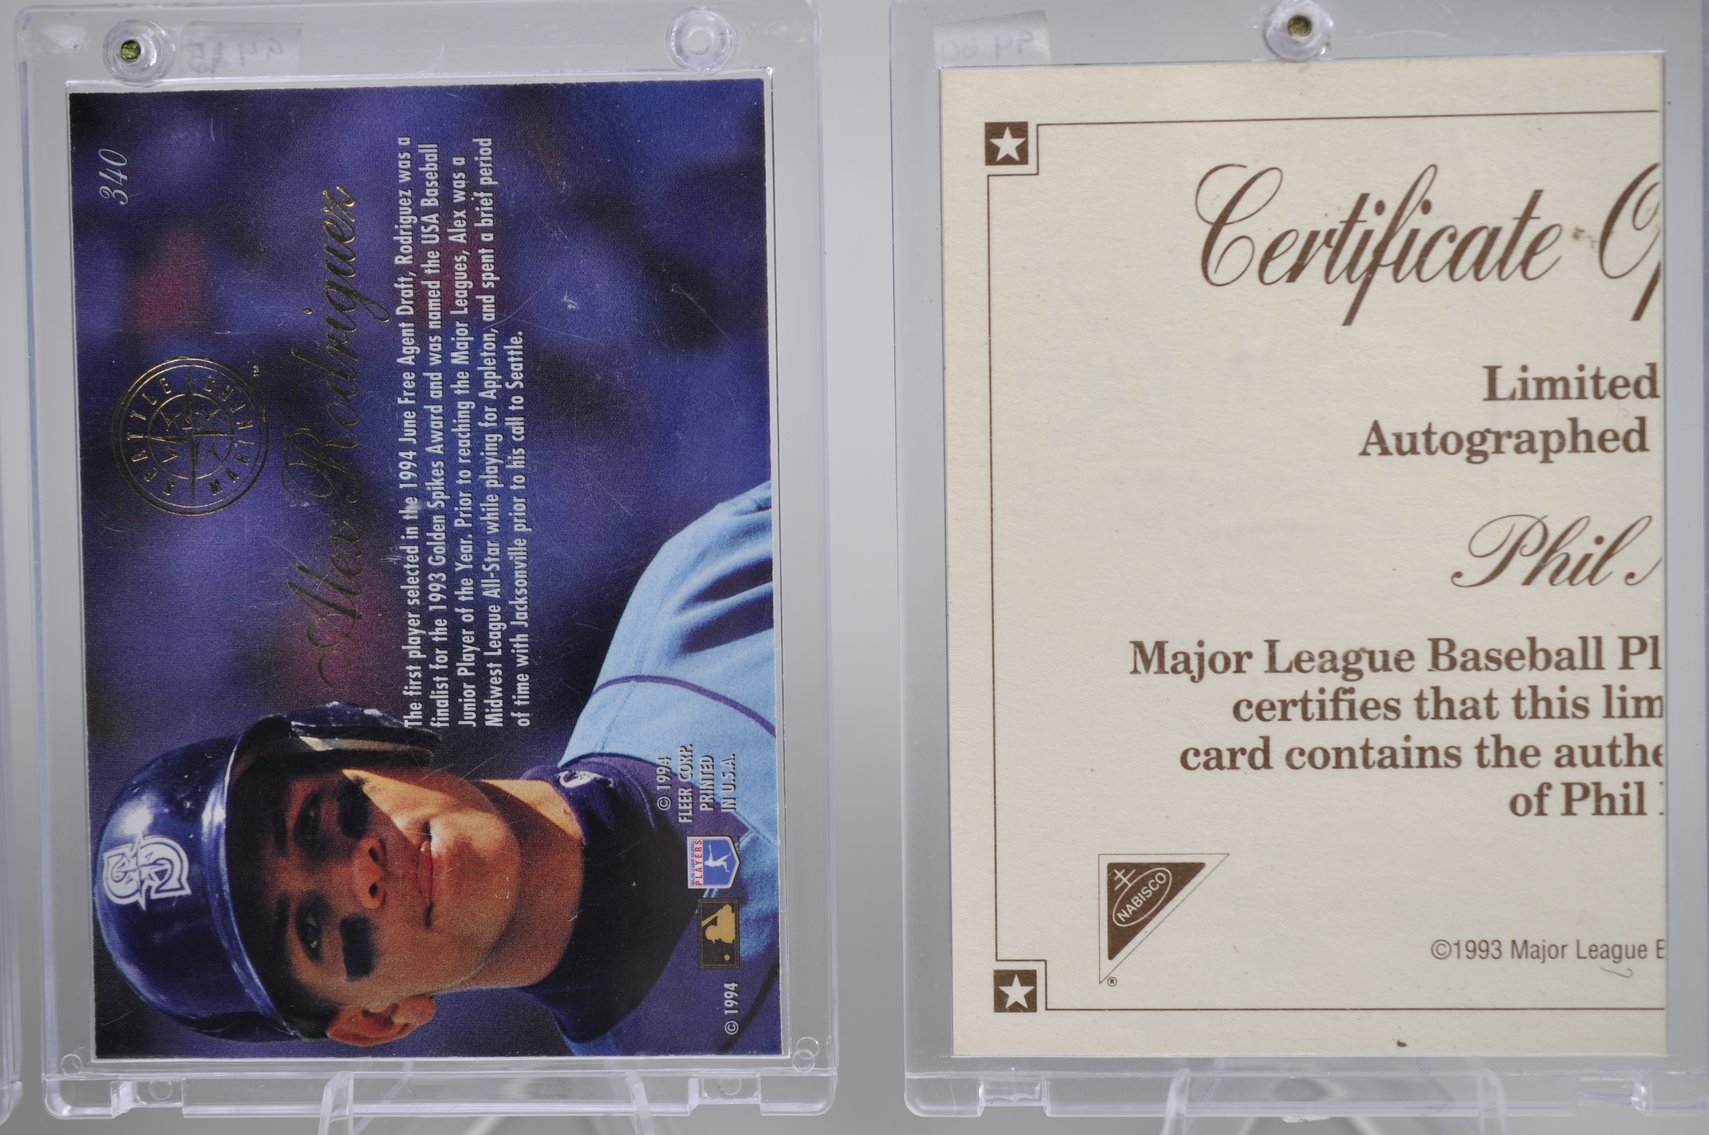 340
SEATTLE MARINERS
Alex Rodriguez
The first player selected in the 1994 June Free Agent Draft, Rodriguez was a
finalist for the 1993 Golden Spikes Award and was named the USA Baseball
Junior Player of the Year. Prior to reaching the Major Leagues, Alex was a
Midwest League All-Star while playing for Appleton, and spent a brief period
of time with Jacksonville prior to his call to Seattle.
© 1994
FLEER CORP.
PRINTED
IN U.S.A.
PLAYERS
© 1994
Certificate
Limited
Autographed
Phil
Major League Baseball Pl
certifies that this lim
card contains the authe
of Phil
NABISCO
®
©1993 Major League B